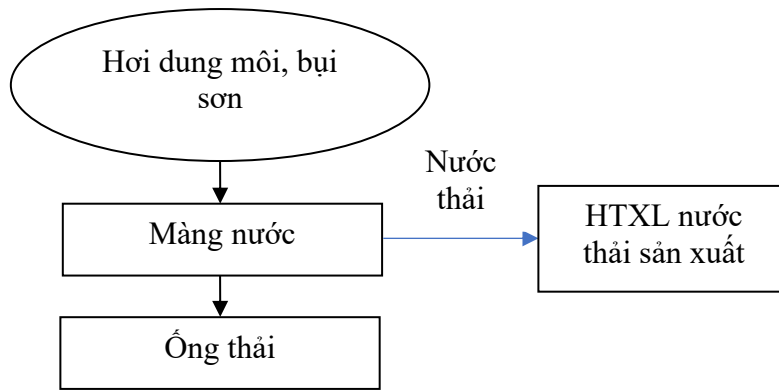 Hơi dung môi, bụi
sơn
Nước
thải
Màng nước
HTXL nước
thải sản xuất
Ống thải